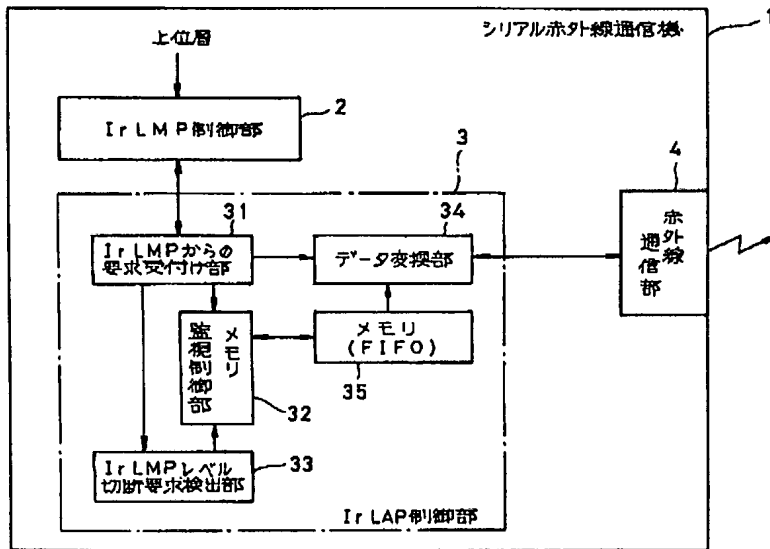 シリアル赤外線通信機
1
上位層
2
IrLMP制御部
3
4
31
34
IrLMPからの
要求受付け部
データ変換部
赤外線
通信部
メモリ
監視制御部
メモリ
(FIFO)
32
35
33
IrLMPレベル
切断要求検出部
IrLAP制御部